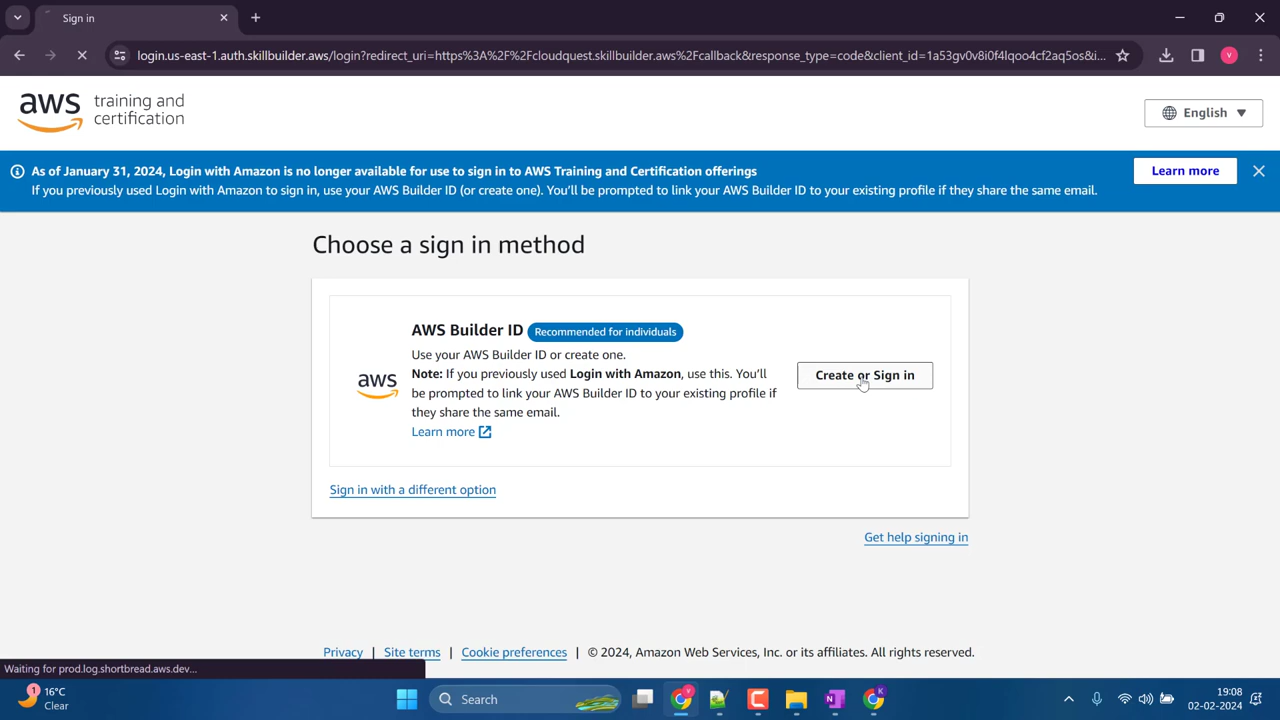 Sign in
login.us-east-1.auth.skillbuilder.aws/login?redirect_uri=https%3A%2F%2Fcloudquest.skillbuilder.aws%2Fcallback&response_type=code&client_id=1a53gv0v8i0f4lqoo4cf2aq5os&i...
V
aws training and certification
English
As of January 31, 2024, Login with Amazon is no longer available for use to sign in to AWS Training and Certification offerings
If you previously used Login with Amazon to sign in, use your AWS Builder ID (or create one). You'll be prompted to link your AWS Builder ID to your existing profile if they share the same email.
Learn more
Choose a sign in method
AWS Builder ID Recommended for individuals
Use your AWS Builder ID or create one.
Note: If you previously used Login with Amazon, use this. You'll
be prompted to link your AWS Builder ID to your existing profile if
they share the same email.
Learn more
aws
Create or Sign in
Sign in with a different option
Get help signing in
Privacy | Site terms | Cookie preferences | © 2024, Amazon Web Services, Inc. or its affiliates. All rights reserved.
Waiting for prod.log.shortbread.aws.dev...
1
16°C
Clear
Search
19:08
02-02-2024